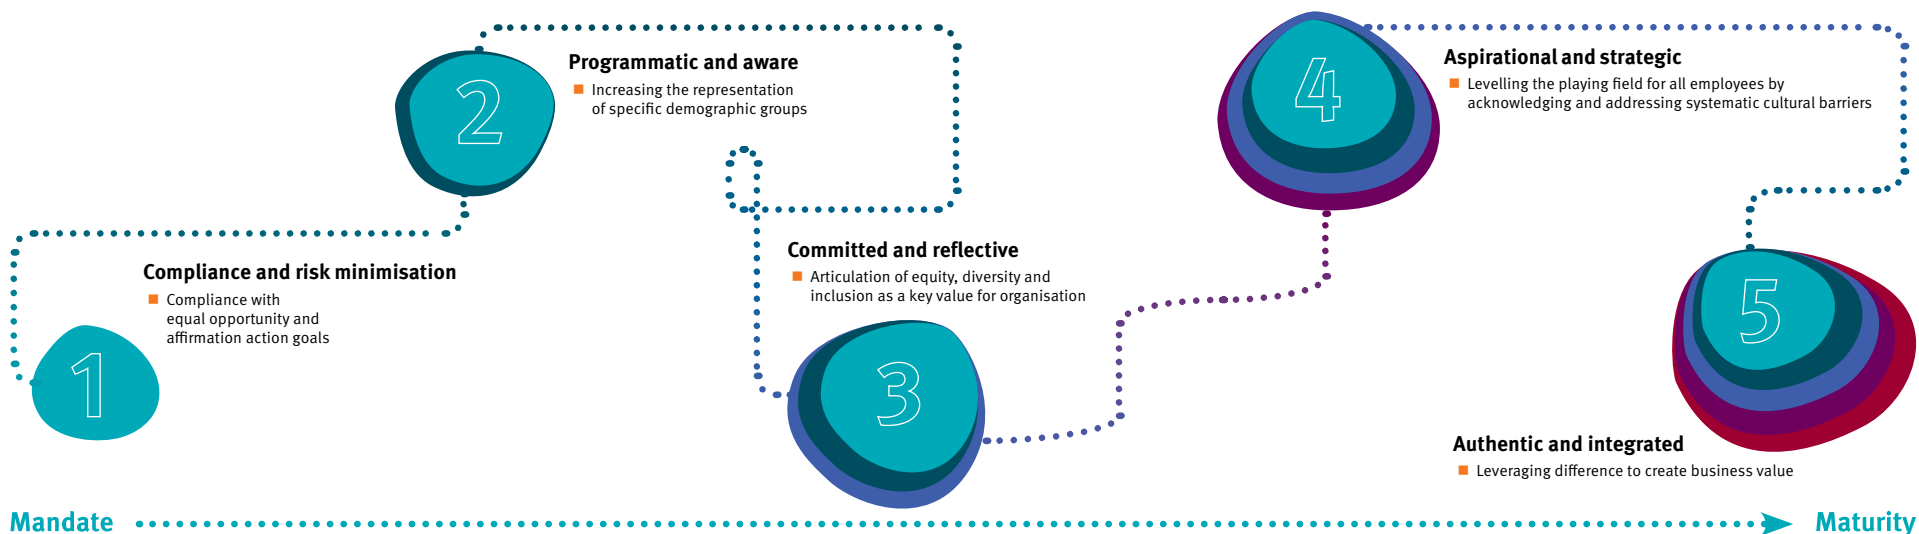 1
Compliance and risk minimisation
Compliance with
equal opportunity and
affirmation action goals
2
Programmatic and aware
Increasing the representation
of specific demographic groups
3
Committed and reflective
Articulation of equity, diversity and
inclusion as a key value for organisation
4
Aspirational and strategic
Levelling the playing field for all employees by
acknowledging and addressing systematic cultural barriers
5
Authentic and integrated
Leveraging difference to create business value
Mandate
Maturity